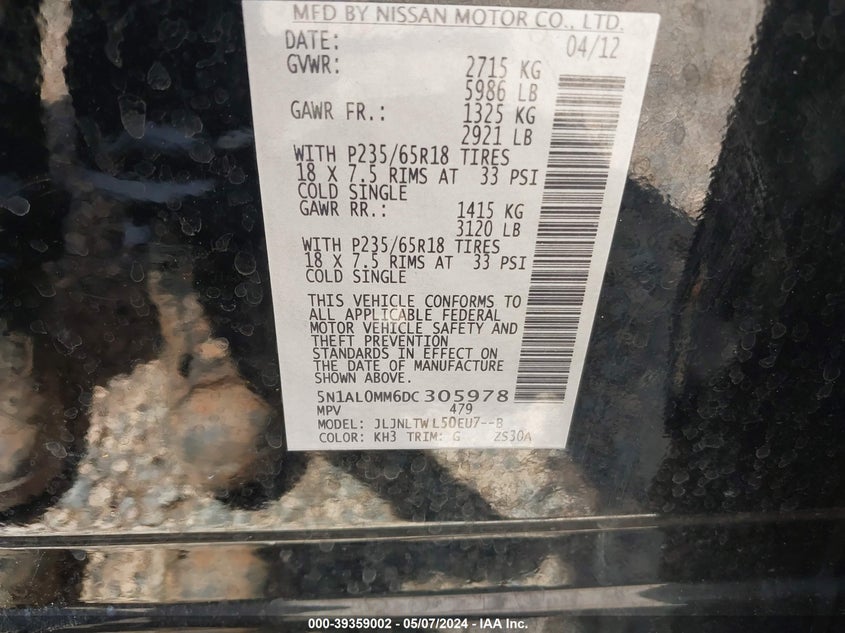 MFD BY NISSAN MOTOR CO., LTD.
DATE: 04/12
GVWR: 2715 KG
5986 LB
GAWR FR.: 1325 KG
2921 LB
WITH P235/65R18 TIRES
18 X 7.5 RIMS AT 33 PSI
COLD SINGLE
GAWR RR.: 1415 KG
3120 LB
WITH P235/65R18 TIRES
18 X 7.5 RIMS AT 33 PSI
COLD SINGLE
THIS VEHICLE CONFORMS TO
ALL APPLICABLE FEDERAL
MOTOR VEHICLE SAFETY AND
THEFT PREVENTION
STANDARDS IN EFFECT ON
THE DATE OF MANUFACTURE
SHOWN ABOVE.
5N1AL0MM6DC305978
MPV 479
MODEL: JLJNLTWL50EU7--B
COLOR: KH3 TRIM: G ZS30A
000-39359002 - 05/07/2024 - IAA Inc.